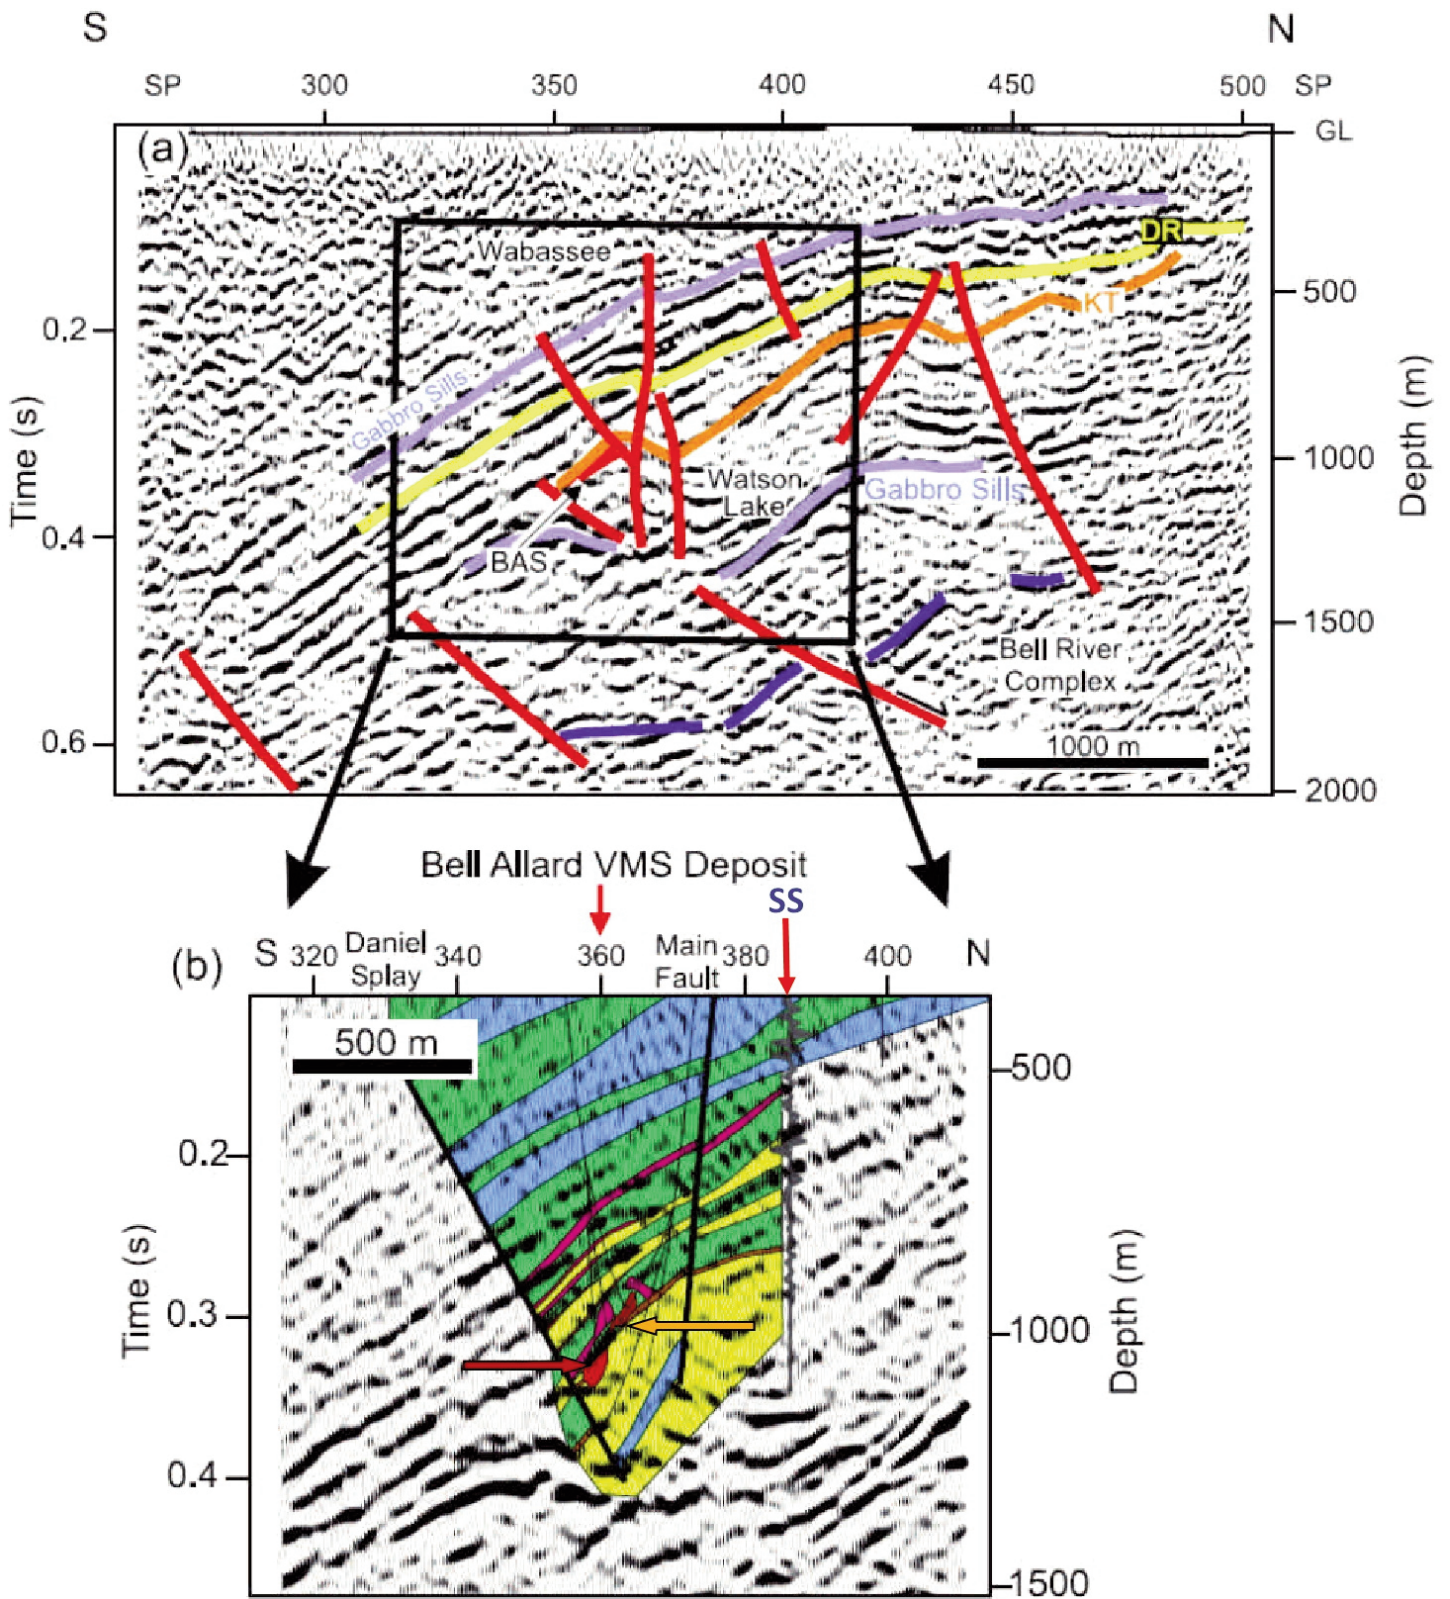 S N
SP 300 350 400 450 500 SP
(a) GL
Wabassee
DR
500
KT
0.2
Gabbro Sills
1000
Watson
Lake
Gabbro Sills
0.4
BAS
1500
Bell River
Complex
0.6
1000 m
2000
Time (s)
Depth (m)
Bell Allard VMS Deposit
SS
(b) S 320 Daniel
Splay 340 360 Main
Fault 380 400 N
500 m
500
0.2
0.3
1000
0.4
1500
Time (s)
Depth (m)